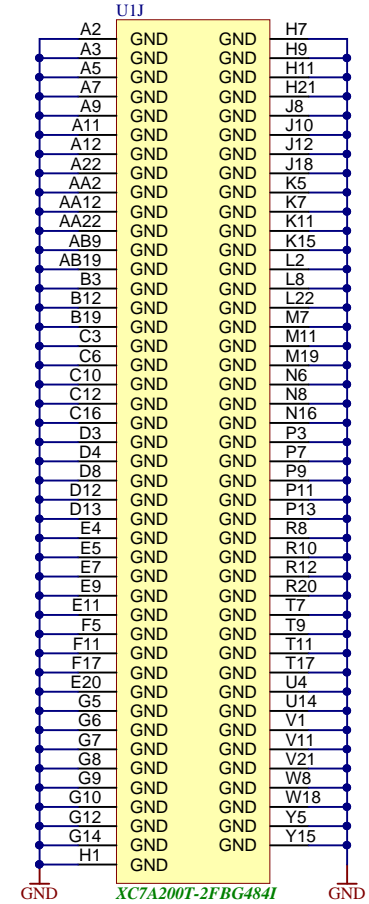 U1J
A2 GND GND H7
A3 GND GND H9
A5 GND GND H11
A7 GND GND H21
A9 GND GND J8
A11 GND GND J10
A12 GND GND J12
A22 GND GND J18
AA2 GND GND K5
AA12 GND GND K7
AA22 GND GND K11
AB9 GND GND K15
AB19 GND GND L2
B3 GND GND L8
B12 GND GND L22
B19 GND GND M7
C3 GND GND M11
C6 GND GND M19
C10 GND GND N6
C12 GND GND N8
C16 GND GND N16
D3 GND GND P3
D4 GND GND P7
D8 GND GND P9
D12 GND GND P11
D13 GND GND P13
E4 GND GND R8
E5 GND GND R10
E7 GND GND R12
E9 GND GND R20
E11 GND GND T7
F5 GND GND T9
F11 GND GND T11
F17 GND GND T17
E20 GND GND U4
G5 GND GND U14
G6 GND GND V1
G7 GND GND V11
G8 GND GND V21
G9 GND GND W8
G10 GND GND W18
G12 GND GND Y5
G14 GND GND Y15
H1 GND
GND XC7A200T-2FBG484I GND